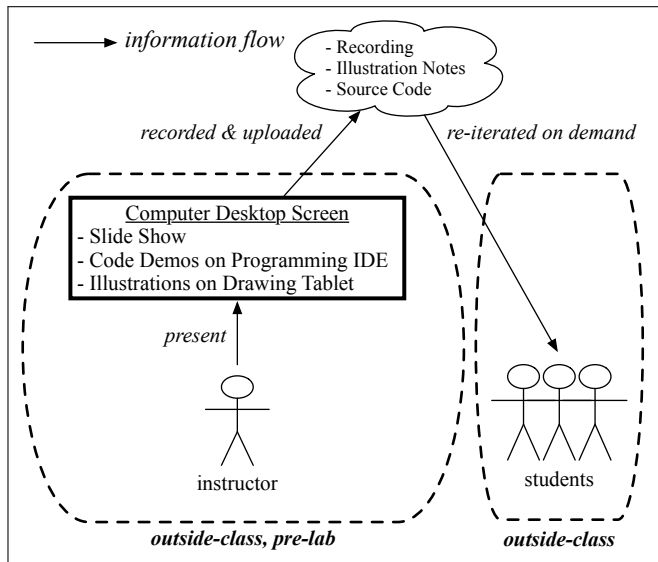 information flow
- Recording
- Illustration Notes
- Source Code
recorded & uploaded
re-iterated on demand
Computer Desktop Screen
- Slide Show
- Code Demos on Programming IDE
- Illustrations on Drawing Tablet
present
instructor
students
outside-class, pre-lab
outside-class